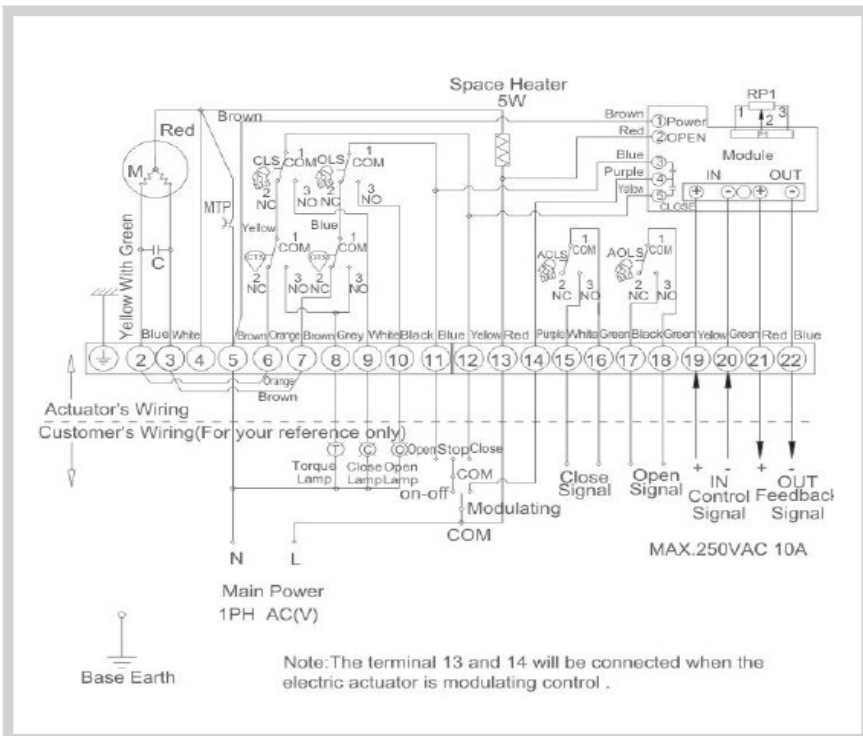 Space Heater
5W
RP1
1 2 3
P1
Module
Brown
Red
M
Brown
Red
Blue
Purple
Yellow
1 Power
2 OPEN
3
4
5
CLOSE
IN OUT
+ - + -
CLS
1
COM
2
NC
3
NO
OLS
1
COM
2
NC
3
NO
MTP
Yellow
Blue
CTS
1
COM
2
NC
3
NO
OTS
1
COM
2
NC
3
NO
ACLS
1
COM
2
NC
3
NO
AOLS
1
COM
2
NC
3
NO
C
Yellow With Green
Blue White Brown Orange Brown Grey White Black Blue Yellow Red Purple White Green Black Green Yellow Green Red Blue
2 3 4 5 6 7 8 9 10 11 12 13 14 15 16 17 18 19 20 21 22
Orange
Brown
Actuator's Wiring
Customer's Wiring(For your reference only)
T C O Open Stop Close
Torque Lamp
Close Lamp
Open Lamp
COM
on-off
Modulating
COM
Close Signal
Open Signal
+ - + -
IN
Control
Signal
OUT
Feedback
Signal
MAX.250VAC 10A
N L
Main Power
1PH AC(V)
Base Earth
Note:The terminal 13 and 14 will be connected when the
electric actuator is modulating control .